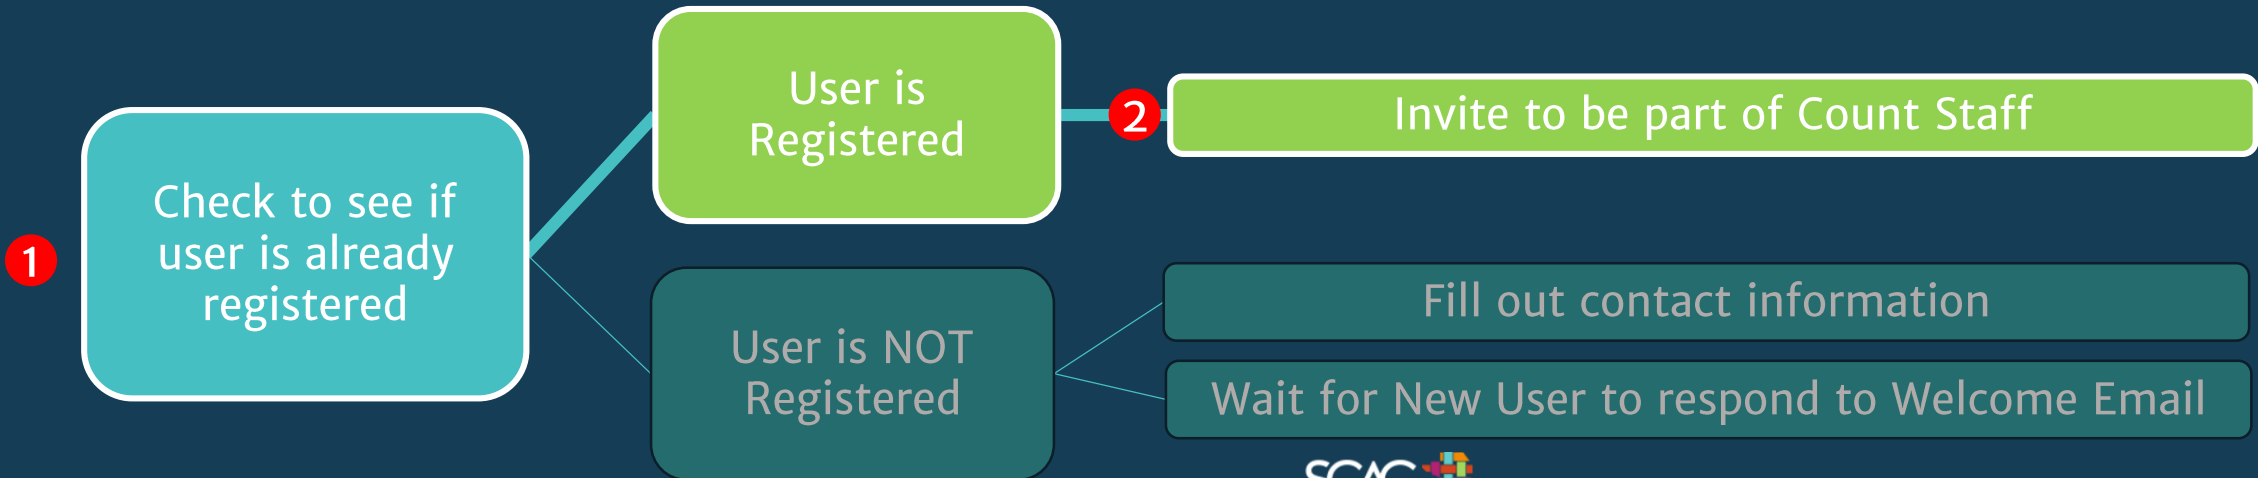 1
Check to see if
user is already
registered
User is
Registered
2
Invite to be part of Count Staff
User is NOT
Registered
Fill out contact information
Wait for New User to respond to Welcome Email
SCAC